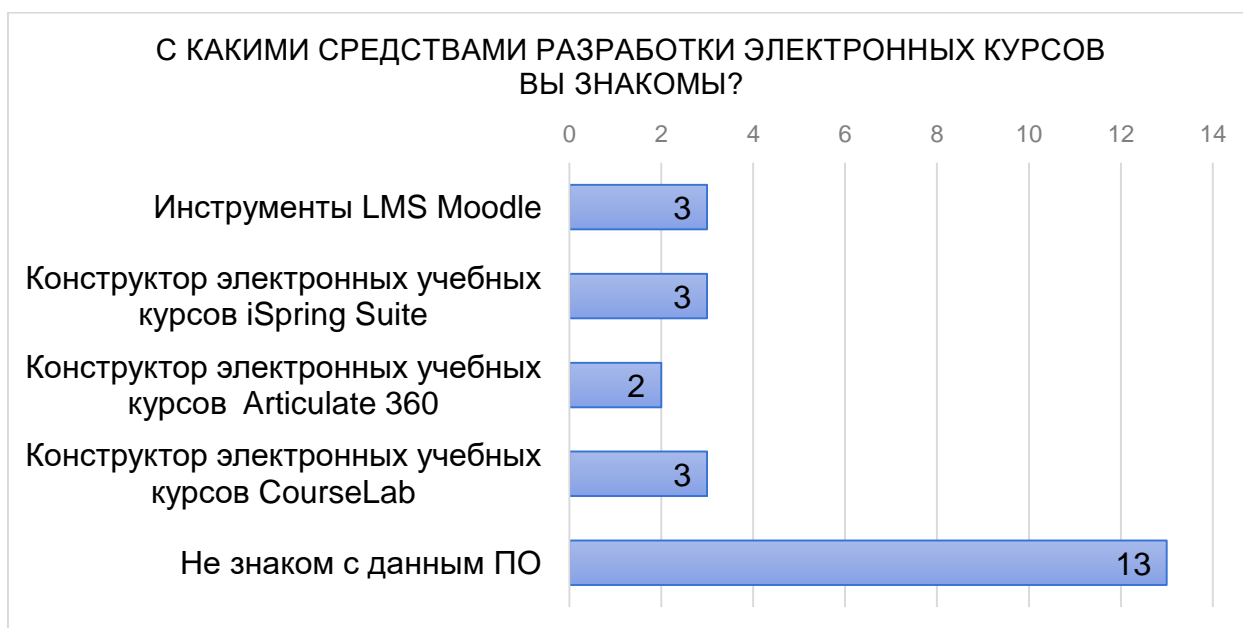 С КАКИМИ СРЕДСТВАМИ РАЗРАБОТКИ ЭЛЕКТРОННЫХ КУРСОВ
ВЫ ЗНАКОМЫ?
0 2 4 6 8 10 12 14
Инструменты LMS Moodle 3
Конструктор электронных учебных
курсов iSpring Suite 3
Конструктор электронных учебных
курсов Articulate 360 2
Конструктор электронных учебных
курсов CourseLab 3
Не знаком с данным ПО 13